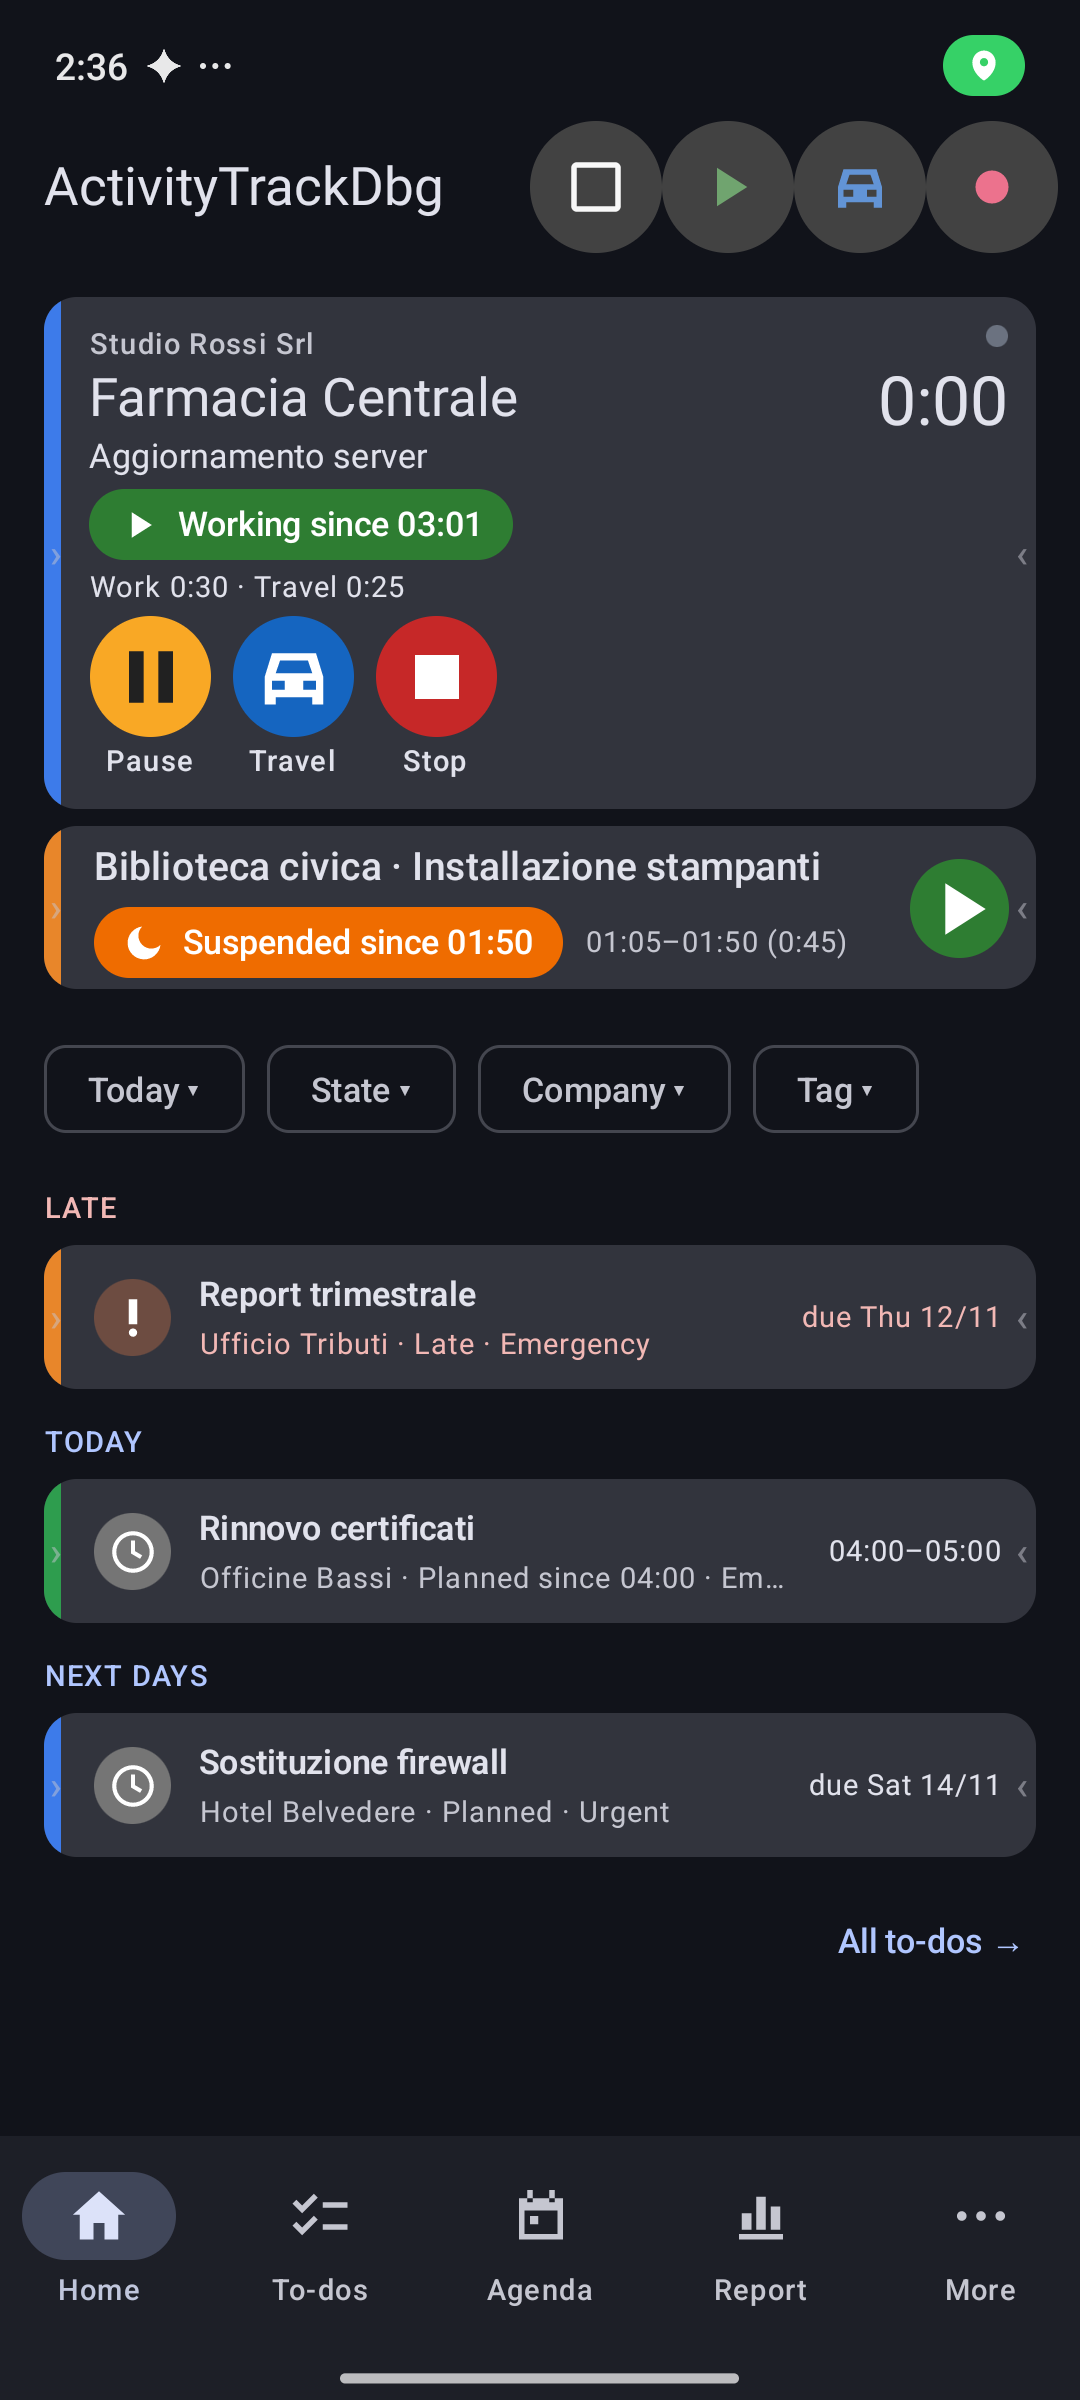 2:36
ActivityTrackDbg
Studio Rossi Srl
Farmacia Centrale
0:00
Aggiornamento server
Working since 03:01
Work 0:30 · Travel 0:25
Pause
Travel
Stop
Biblioteca civica · Installazione stampanti
Suspended since 01:50
01:05–01:50 (0:45)
Today ▾
State ▾
Company ▾
Tag ▾
LATE
Report trimestrale
Ufficio Tributi · Late · Emergency
due Thu 12/11
TODAY
Rinnovo certificati
Officine Bassi · Planned since 04:00 · Em…
04:00–05:00
NEXT DAYS
Sostituzione firewall
Hotel Belvedere · Planned · Urgent
due Sat 14/11
All to-dos →
Home
To-dos
Agenda
Report
More